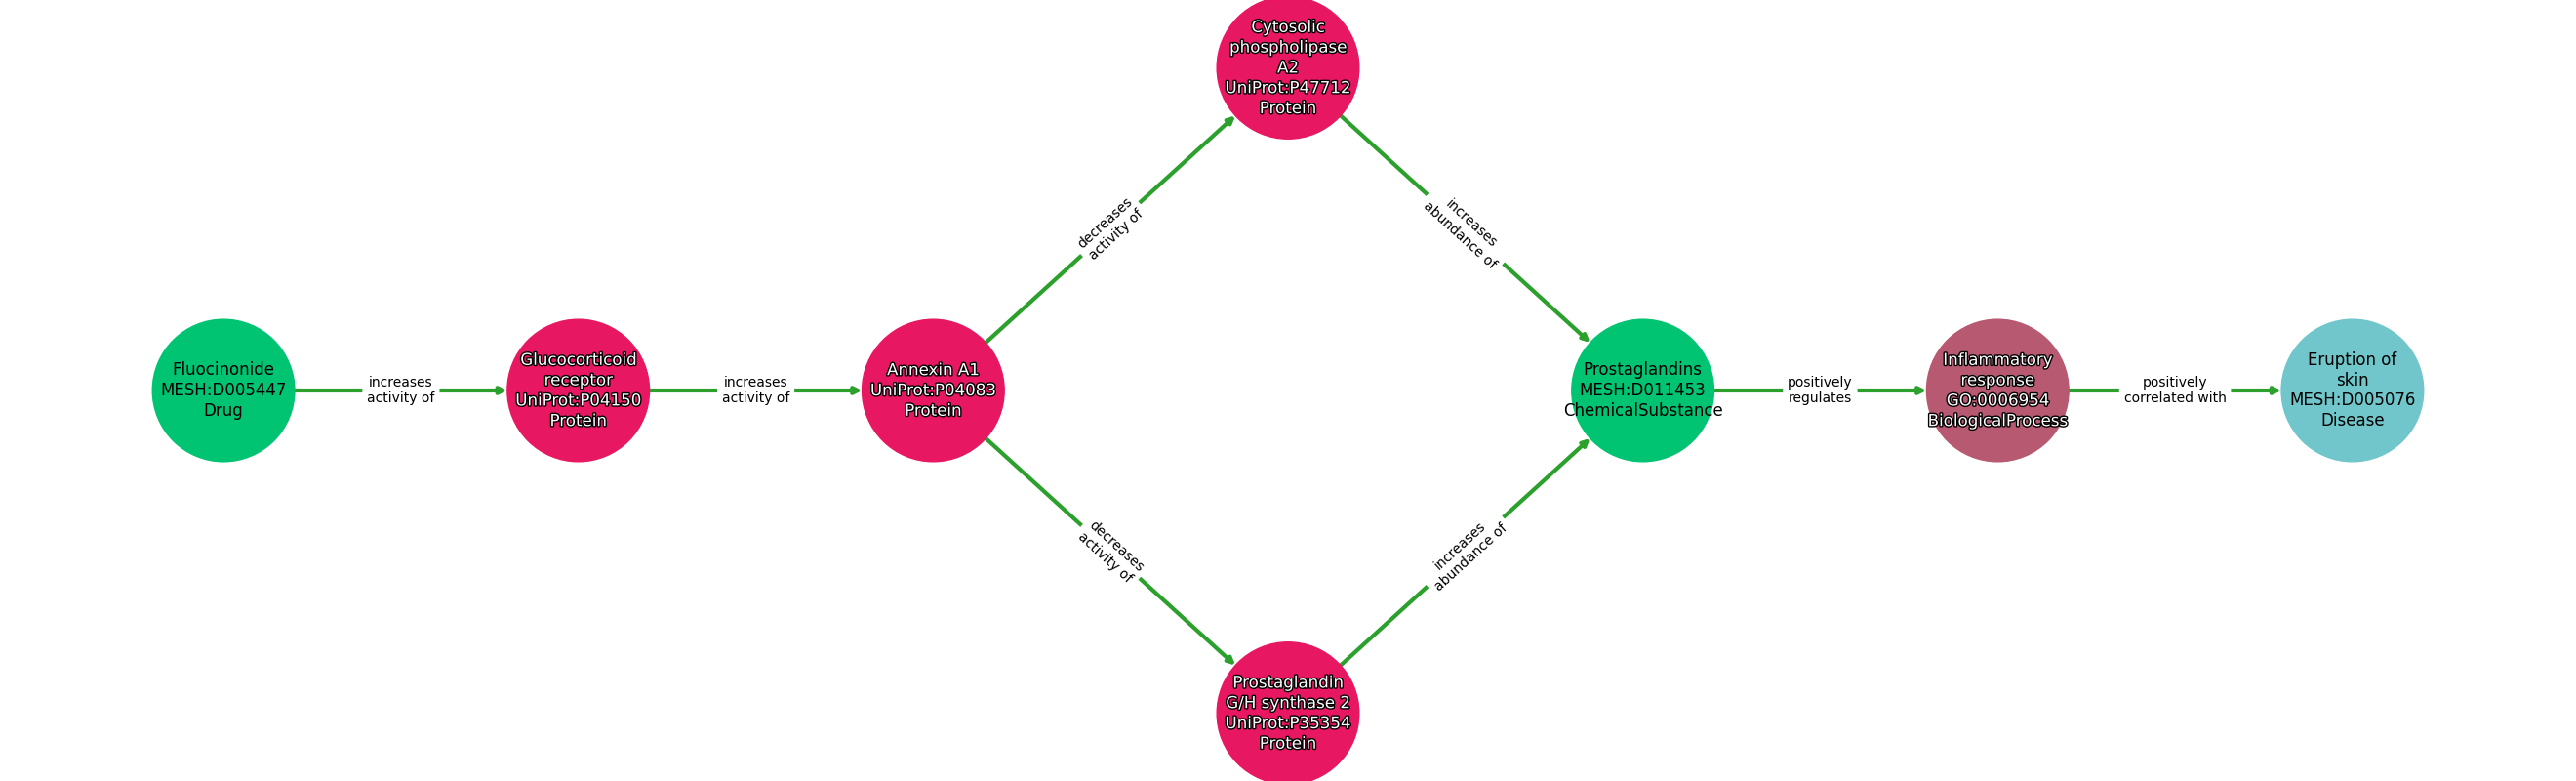 Cytosolic
phospholipase
A2
UniProt:P47712
Protein
decreases
activity of
increases
abundance of
Fluocinonide
MESH:D005447
Drug
increases
activity of
Glucocorticoid
receptor
UniProt:P04150
Protein
increases
activity of
Annexin A1
UniProt:P04083
Protein
Prostaglandins
MESH:D011453
ChemicalSubstance
positively
regulates
Inflammatory
response
GO:0006954
BiologicalProcess
positively
correlated with
Eruption of
skin
MESH:D005076
Disease
decreases
activity of
increases
abundance of
Prostaglandin
G/H synthase 2
UniProt:P35354
Protein